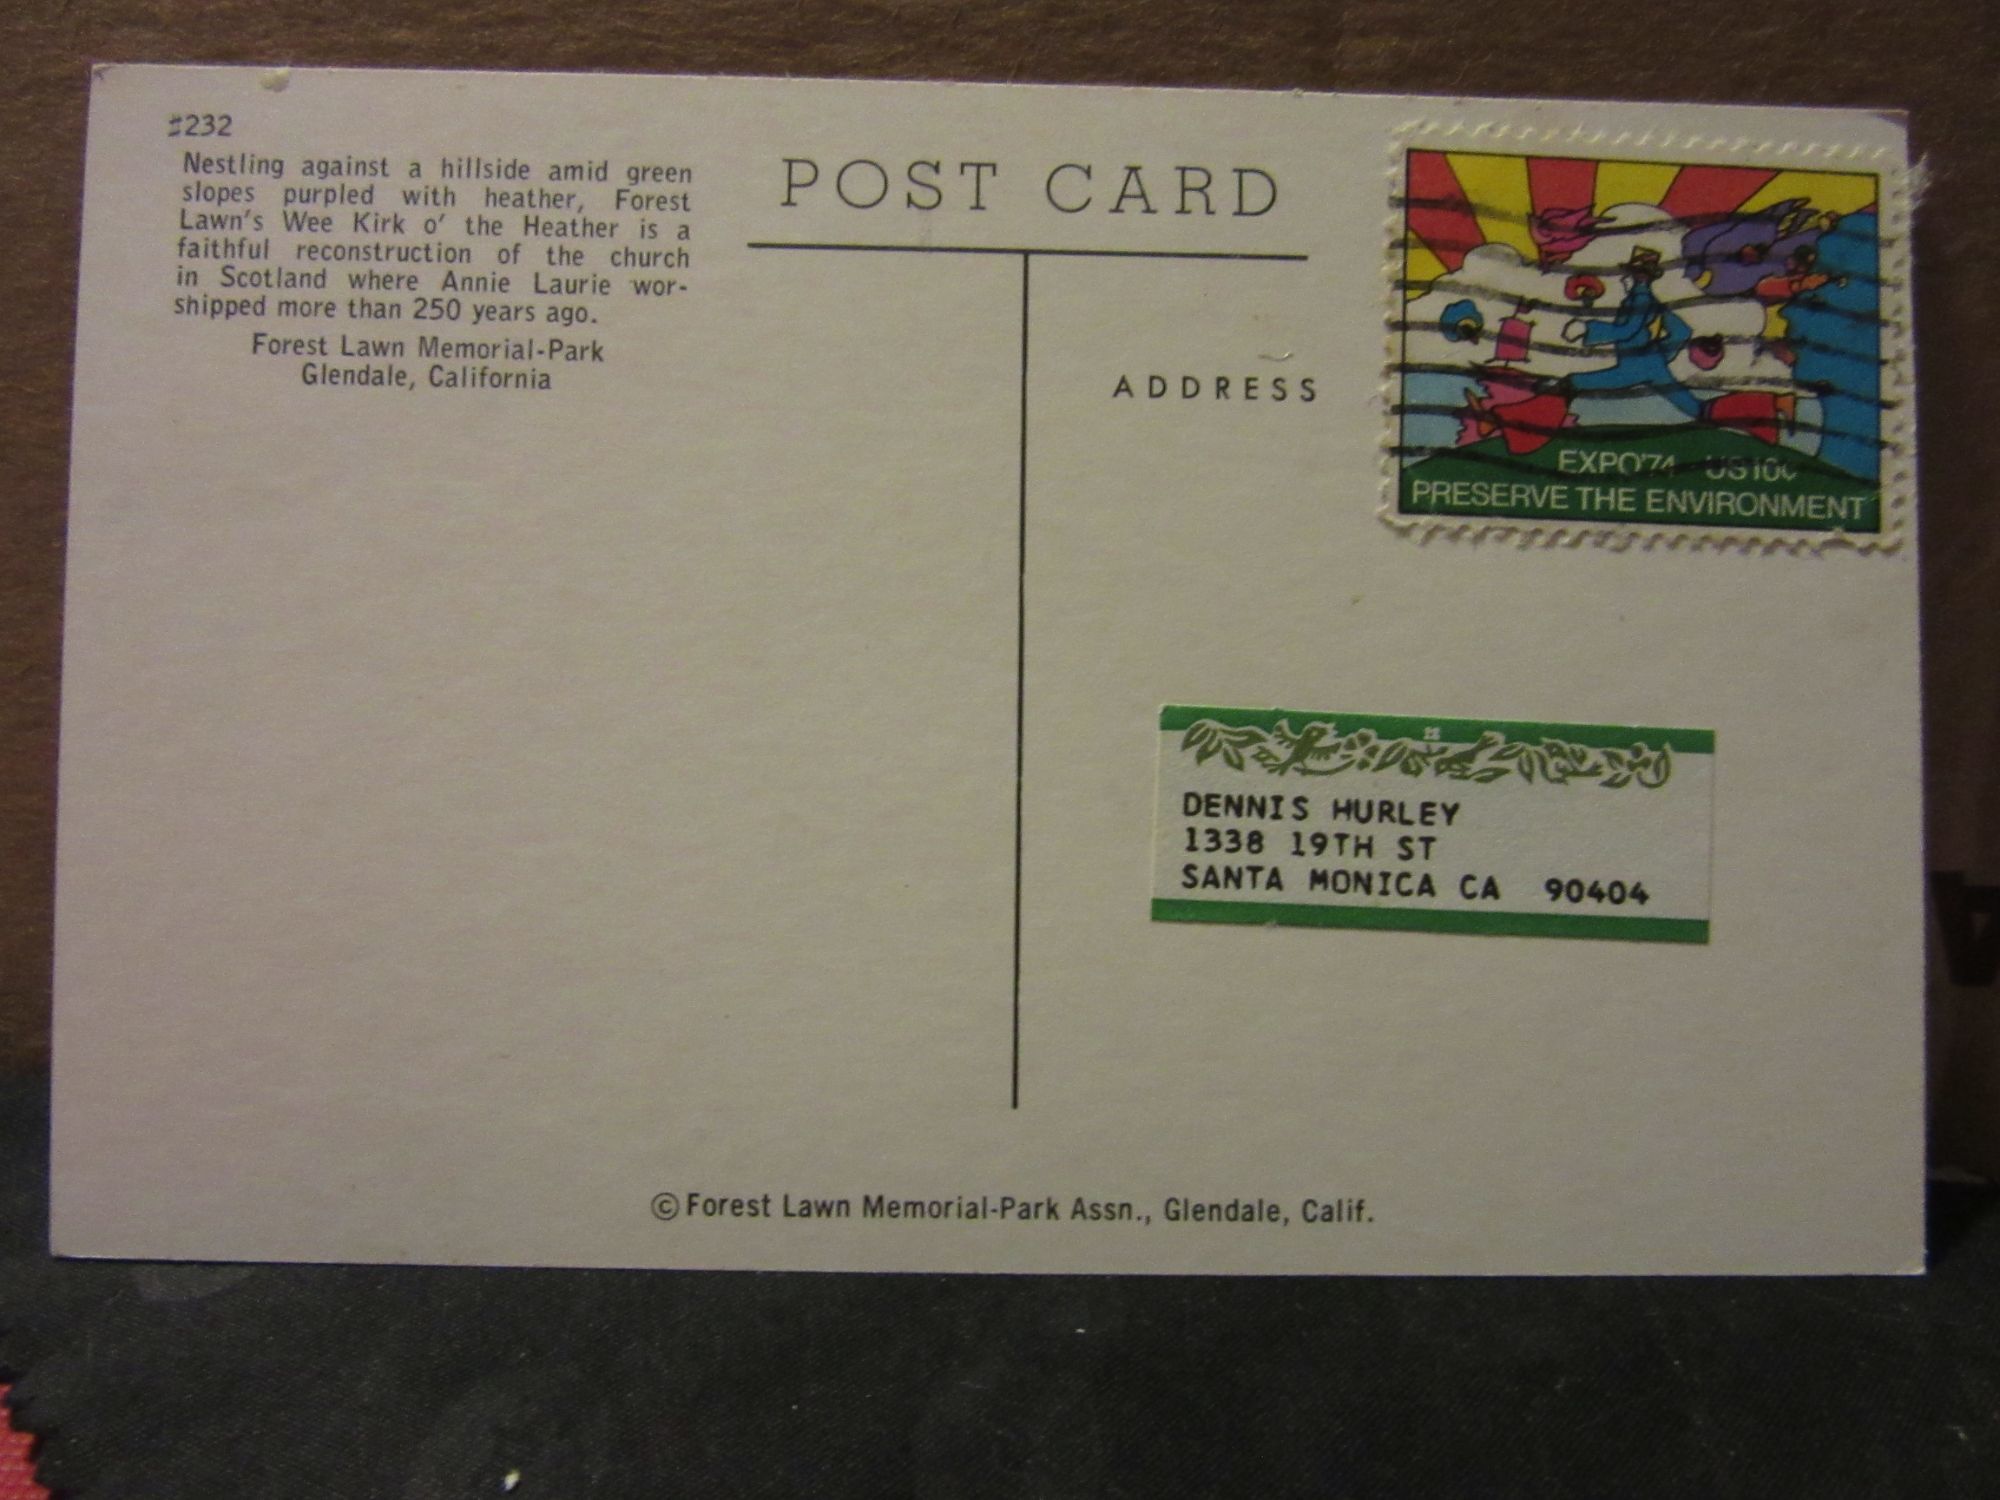 #232
Nestling against a hillside amid green
slopes purpled with heather, Forest
Lawn's Wee Kirk o' the Heather is a
faithful reconstruction of the church
in Scotland where Annie Laurie wor-
shipped more than 250 years ago.
Forest Lawn Memorial-Park
Glendale, California
POST CARD
ADDRESS
EXPO'74 US10¢
PRESERVE THE ENVIRONMENT
DENNIS HURLEY
1338 19TH ST
SANTA MONICA CA 90404
© Forest Lawn Memorial-Park Assn., Glendale, Calif.